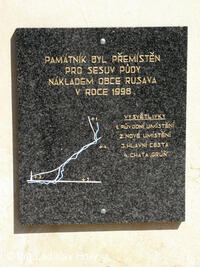 PAMÁTNÍK BYL PŘEMÍSTĚN
PRO SESUV PŮDY
NÁKLADEM OBCE RUSAVA
V ROCE 1998
VYSVĚTLIVKY
1. PŮVODNÍ UMÍSTĚNÍ
2. NOVÉ UMÍSTĚNÍ
3. HLAVNÍ CESTA
4. CHATA GRÚŇ